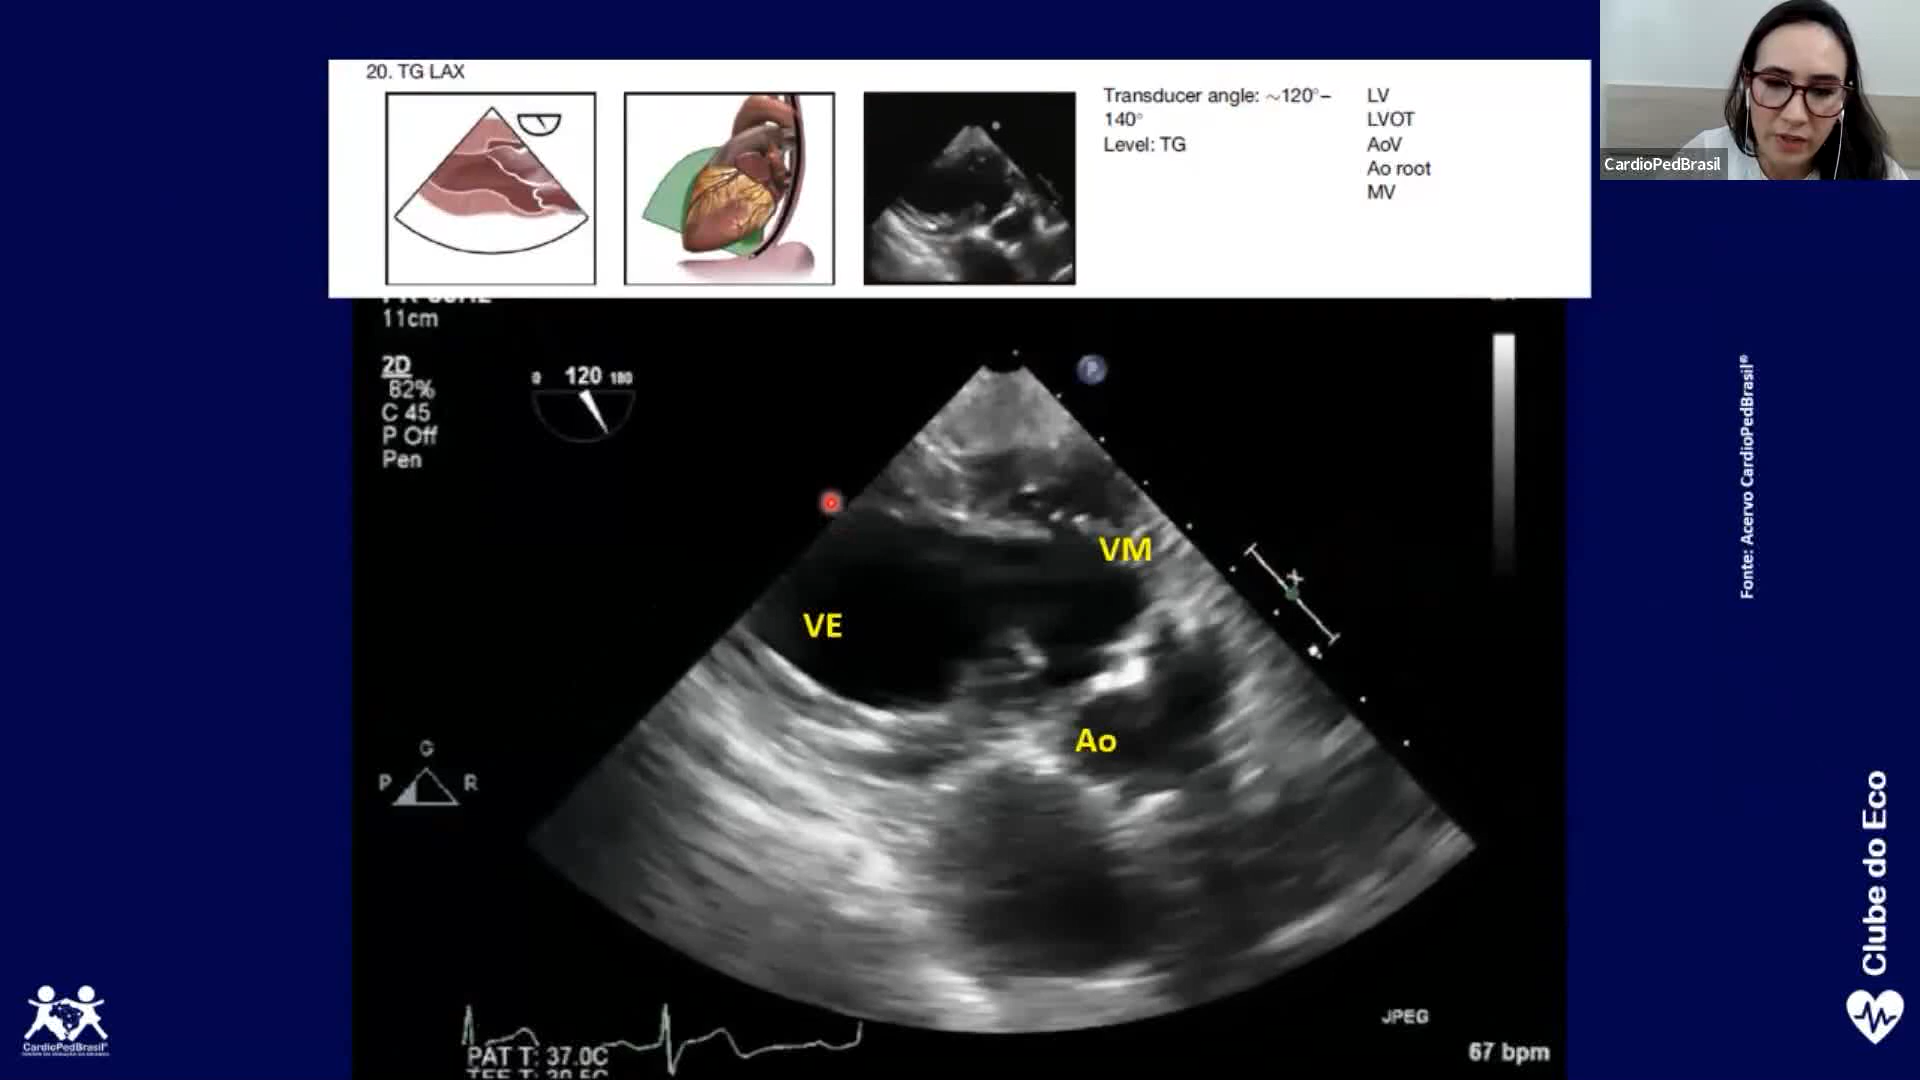 20. TG LAX
Transducer angle: ~120°–
140°
Level: TG
LV
LVOT
AoV
Ao root
MV
CardioPedBrasil
11cm
2D
82%
C 45
P Off
Pen
0 120 180
P
VM
VE
Ao
G
P R
Fonte: Acervo CardioPedBrasil®
Clube do Eco
JPEG
67 bpm
PAT T: 37.0C
CardioPedBrasil®